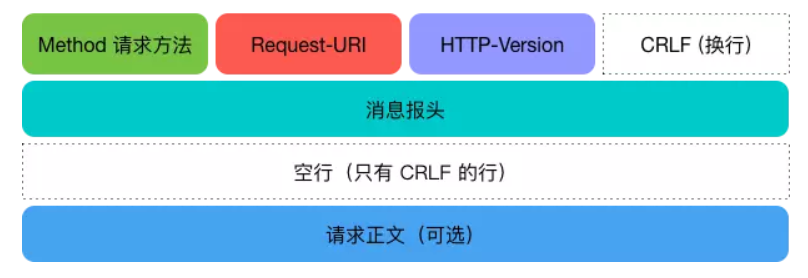 Method 请求方法 Request-URI HTTP-Version CRLF (换行)
消息报头
空行（只有 CRLF 的行）
请求正文（可选）